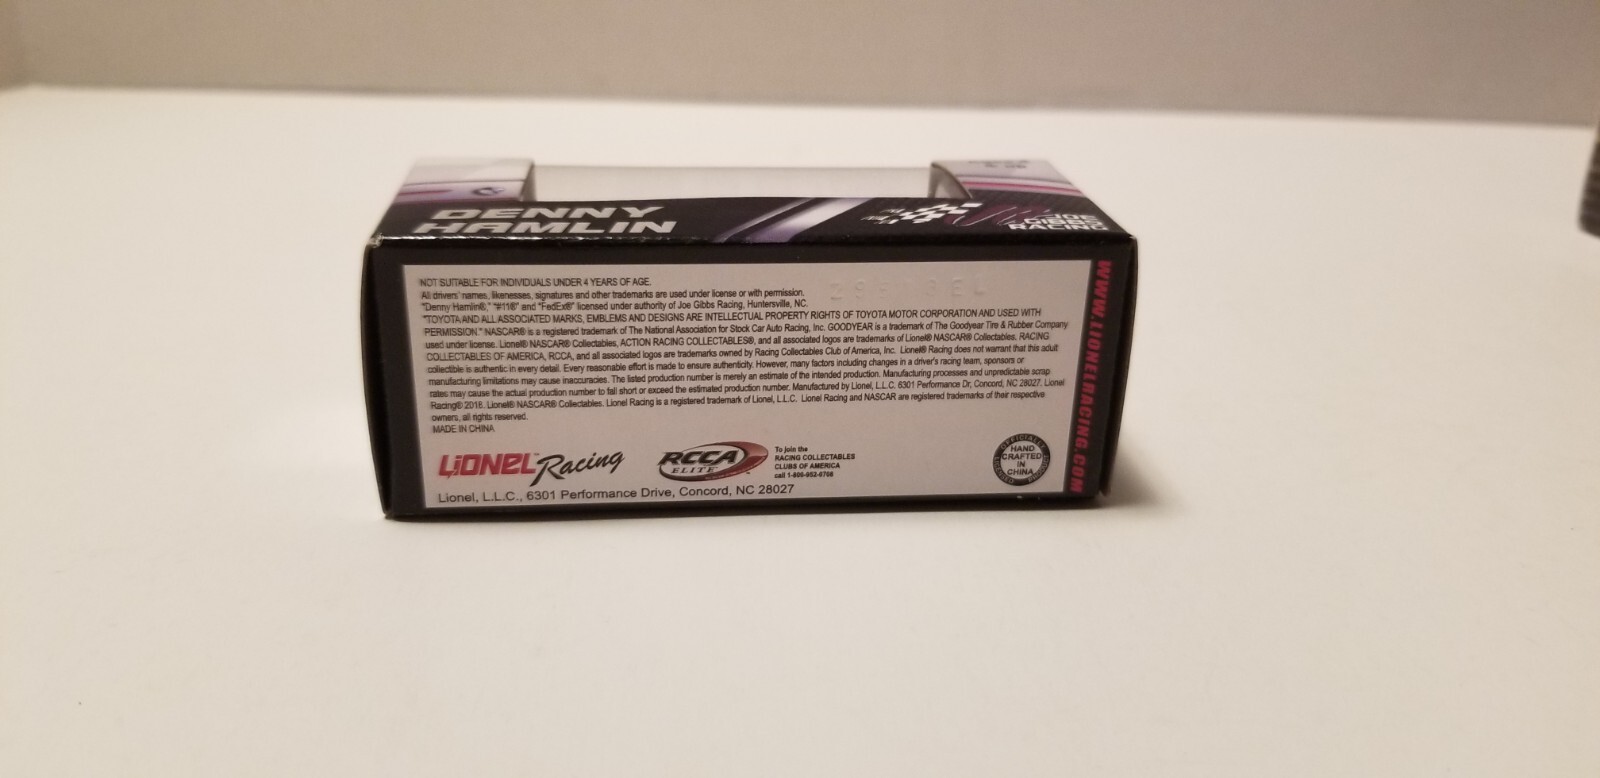 DENNY
HAMLIN
JOE
GIBBS
RACING
NOT SUITABLE FOR INDIVIDUALS UNDER 4 YEARS OF AGE.
All drivers' names, likenesses, signatures and other trademarks are used under license or with permission.
"Denny Hamlin®," "#11®" and "FedEx®" licensed under authority of Joe Gibbs Racing, Huntersville, NC.
"TOYOTA AND ALL ASSOCIATED MARKS, EMBLEMS AND DESIGNS ARE INTELLECTUAL PROPERTY RIGHTS OF TOYOTA MOTOR CORPORATION AND USED WITH
PERMISSION." NASCAR® is a registered trademark of The National Association for Stock Car Auto Racing, Inc. GOODYEAR is a trademark of The Goodyear Tire & Rubber Company
used under license. Lionel® NASCAR® Collectables, ACTION RACING COLLECTABLES®, and all associated logos are trademarks of Lionel® NASCAR® Collectables, RACING
COLLECTABLES OF AMERICA, RCCA, and all associated logos are trademarks owned by Racing Collectables Club of America, Inc. Lionel® Racing does not warrant that this adult
collectible is authentic in every detail. Every reasonable effort is made to ensure authenticity. However, many factors including changes in a driver's racing team, sponsors or
manufacturing limitations may cause inaccuracies. The listed production number is merely an estimate of the intended production. Manufacturing processes and unpredictable scrap
rates may cause the actual production number to fall short or exceed the estimated production number. Manufactured by Lionel, L.L.C. 6301 Performance Dr, Concord, NC 28027. Lionel
Racing® 2018. Lionel® NASCAR® Collectables. Lionel Racing is a registered trademark of Lionel, L.L.C. Lionel Racing and NASCAR are registered trademarks of their respective
owners, all rights reserved.
MADE IN CHINA
LIONEL™ Racing
RCCA
ELITE
To join the
RACING COLLECTABLES
CLUBS OF AMERICA
call 1-800-952-0708
HAND
CRAFTED
IN
CHINA
Lionel, L.L.C., 6301 Performance Drive, Concord, NC 28027
WWW.LIONELRACING.COM